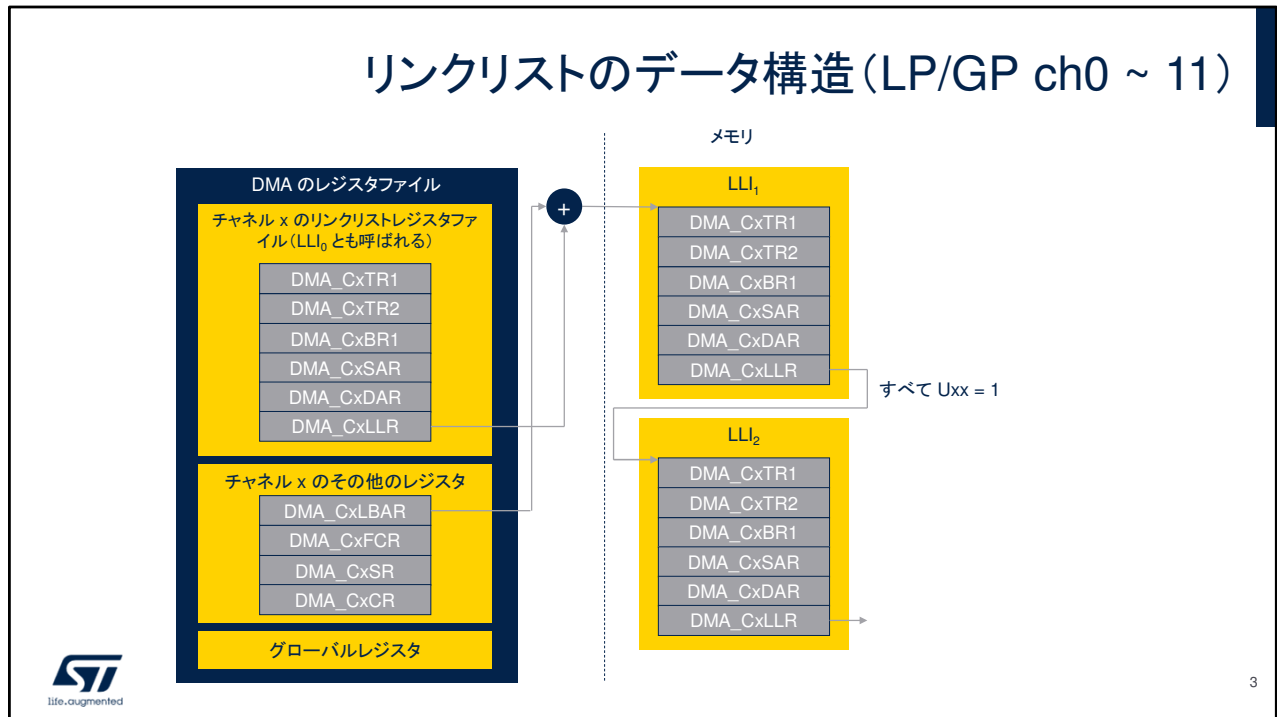 リンクリストのデータ構造（LP/GP ch0 ~ 11）
DMA のレジスタファイル
チャネル x のリンクリストレジスタファ
イル（LLI0 とも呼ばれる）
DMA_CxTR1
DMA_CxTR2
DMA_CxBR1
DMA_CxSAR
DMA_CxDAR
DMA_CxLLR
チャネル x のその他のレジスタ
DMA_CxLBAR
DMA_CxFCR
DMA_CxSR
DMA_CxCR
グローバルレジスタ
+
メモリ
LLI1
DMA_CxTR1
DMA_CxTR2
DMA_CxBR1
DMA_CxSAR
DMA_CxDAR
DMA_CxLLR
すべて Uxx = 1
LLI2
DMA_CxTR1
DMA_CxTR2
DMA_CxBR1
DMA_CxSAR
DMA_CxDAR
DMA_CxLLR
ST
life.augmented
3